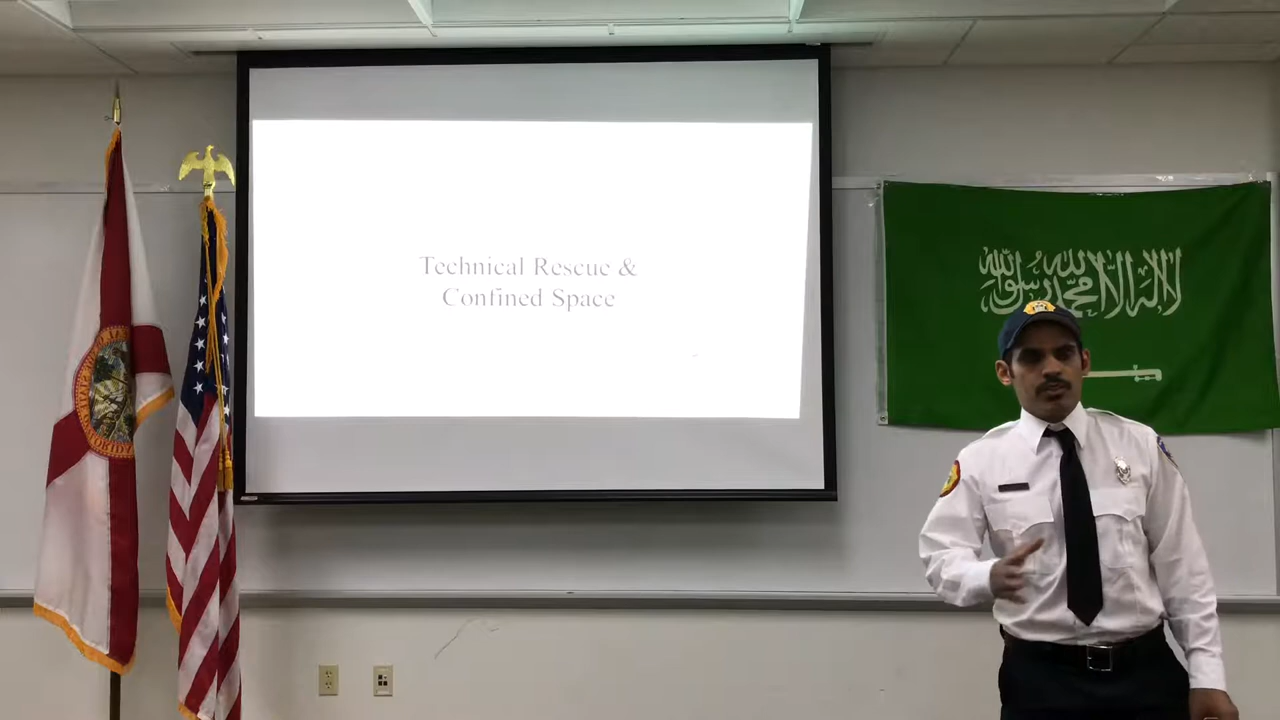 Technical Rescue &
Confined Space
لا إله إلا الله محمد رسول الله